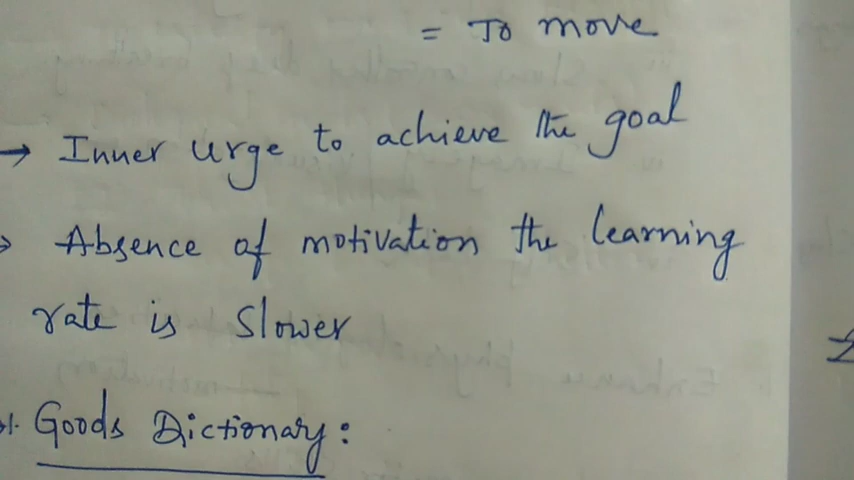 = To move
→ Inner urge to achieve the goal
→ Absence of motivation the learning
rate is slower
Goods Dictionary: